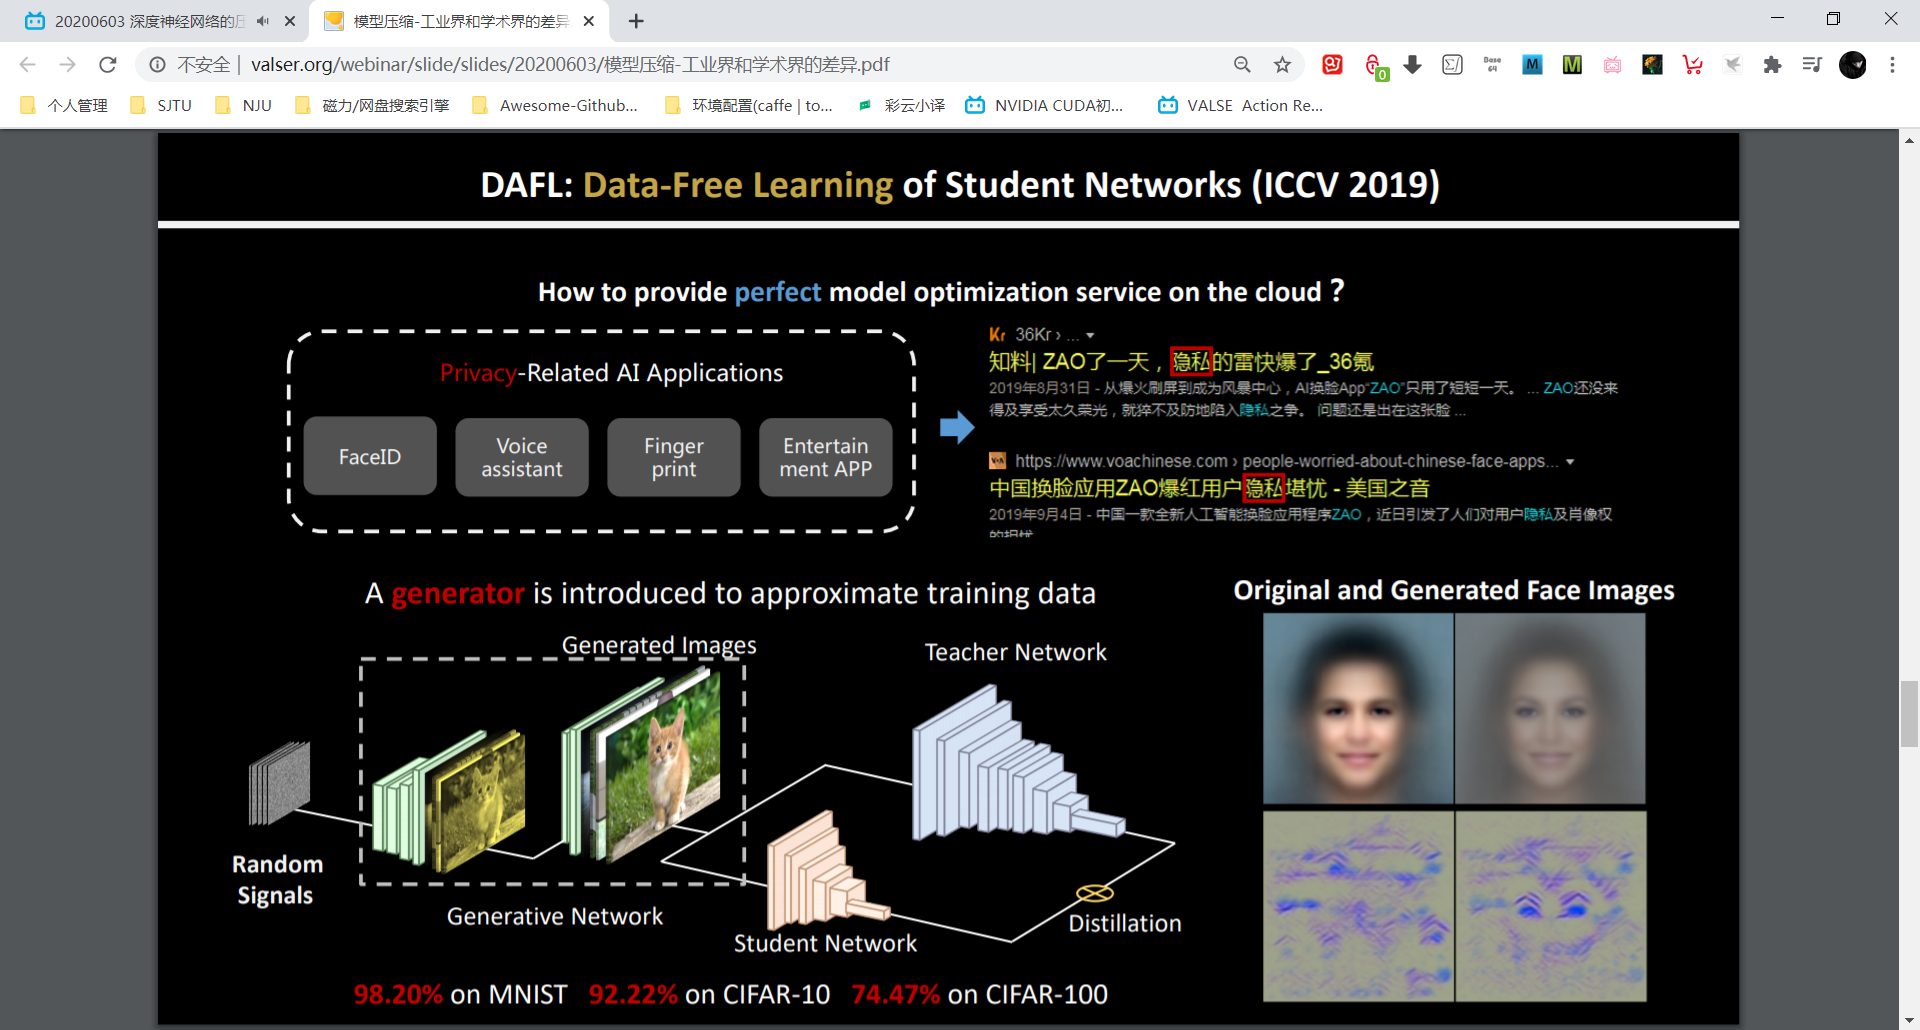 20200603 深度神经网络的压
模型压缩-工业界和学术界的差异
不安全 | valser.org/webinar/slide/slides/20200603/模型压缩-工业界和学术界的差异.pdf
0
Base 64
M
M
个人管理
SJTU
NJU
磁力/网盘搜索引擎
Awesome-Github...
环境配置(caffe | to...
彩云小译
NVIDIA CUDA初...
VALSE Action Re...
DAFL: Data-Free Learning of Student Networks (ICCV 2019)
How to provide perfect model optimization service on the cloud？
Privacy-Related AI Applications
FaceID
Voice
assistant
Finger
print
Entertain
ment APP
Kr 36Kr › ...
知料| ZAO了一天，隐私的雷快爆了_36氪
2019年8月31日 - 从爆火刷屏到成为风暴中心，AI换脸App“ZAO”只用了短短一天。 ... ZAO还没来
得及享受太久荣光，就猝不及防地陷入隐私之争。 问题还是出在这张脸 ...
VOA https://www.voachinese.com › people-worried-about-chinese-face-apps...
中国换脸应用ZAO爆红用户隐私堪忧 - 美国之音
2019年9月4日 - 中国一款全新人工智能换脸应用程序ZAO，近日引发了人们对用户隐私及肖像权
的担忧
A generator is introduced to approximate training data
Original and Generated Face Images
Generated Images
Teacher Network
Random
Signals
Generative Network
Student Network
Distillation
98.20% on MNIST 92.22% on CIFAR-10 74.47% on CIFAR-100